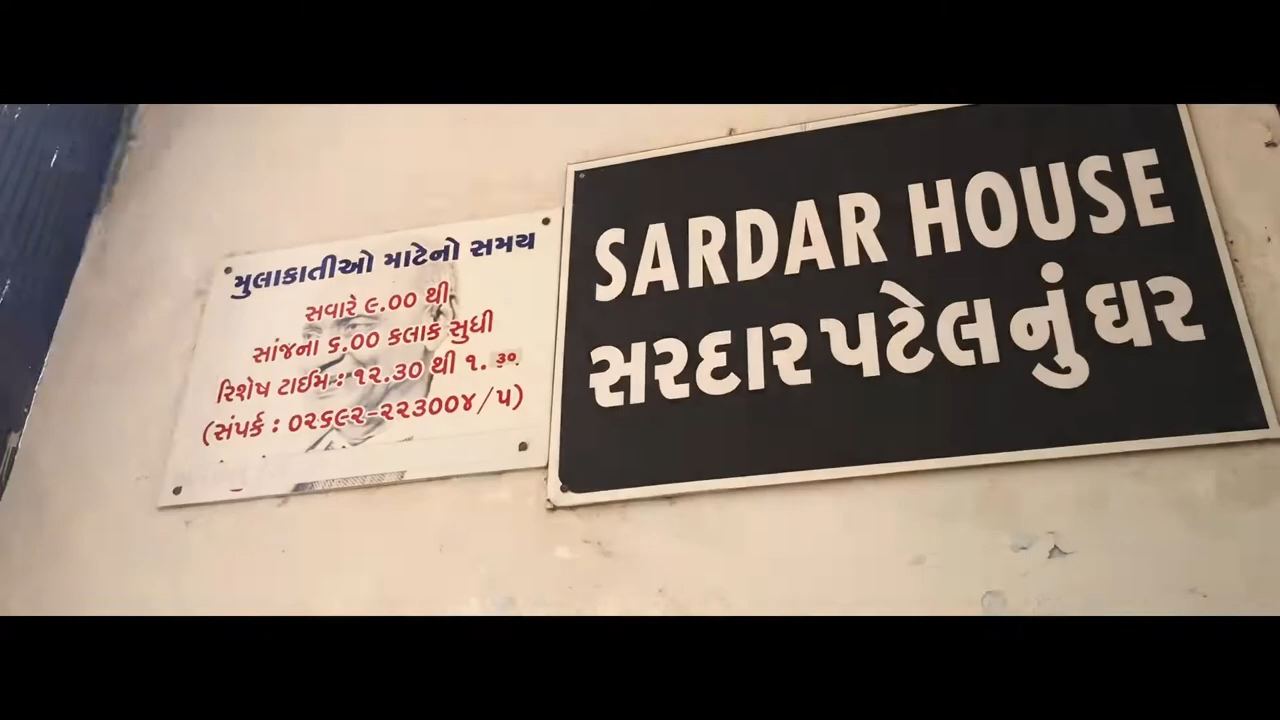 મુલાકાતીઓ માટેનો સમય
સવારે ૯.૦૦ થી
સાંજના ૬.૦૦ કલાક સુધી
રિશેષ ટાઈમ : ૧૨.૩૦ થી ૧. ૩૦
(સંપર્ક : ૦૨૬૯૨-૨૨૩૦૦૪/૫)
SARDAR HOUSE
સરદાર પટેલ નું ઘર